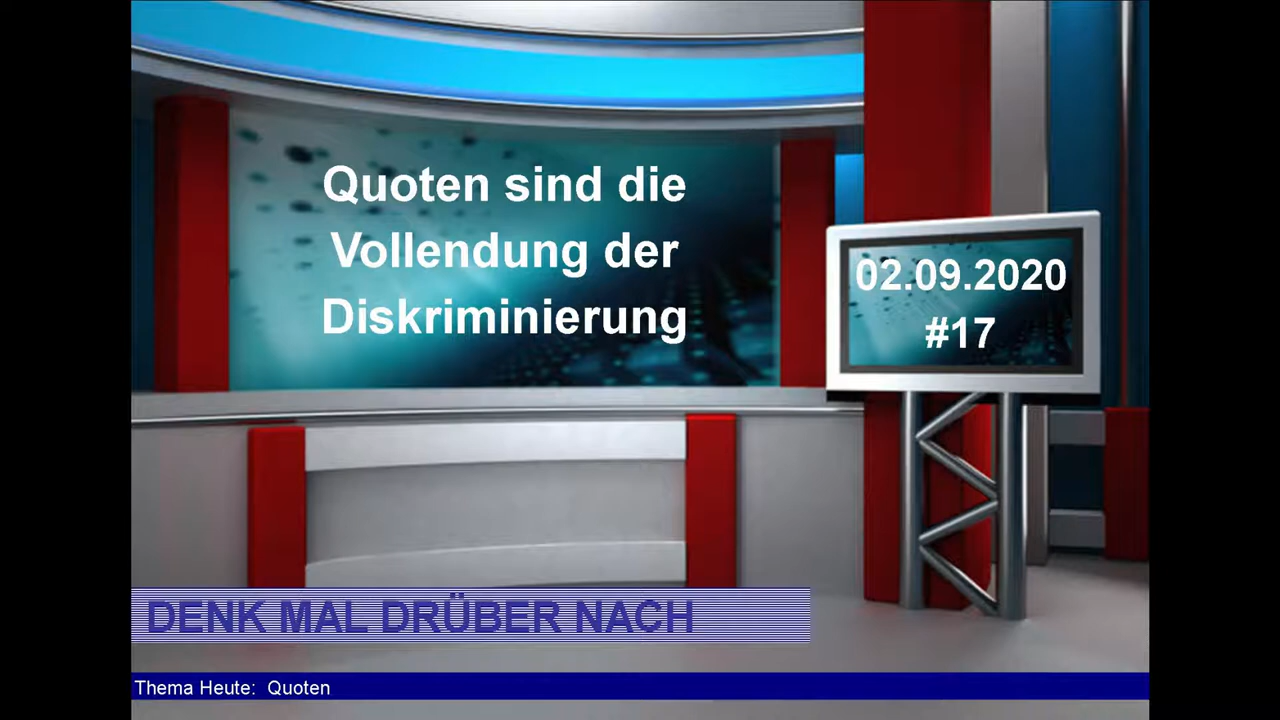 Quoten sind die
Vollendung der
Diskriminierung
02.09.2020
#17
DENK MAL DRÜBER NACH
Thema Heute: Quoten